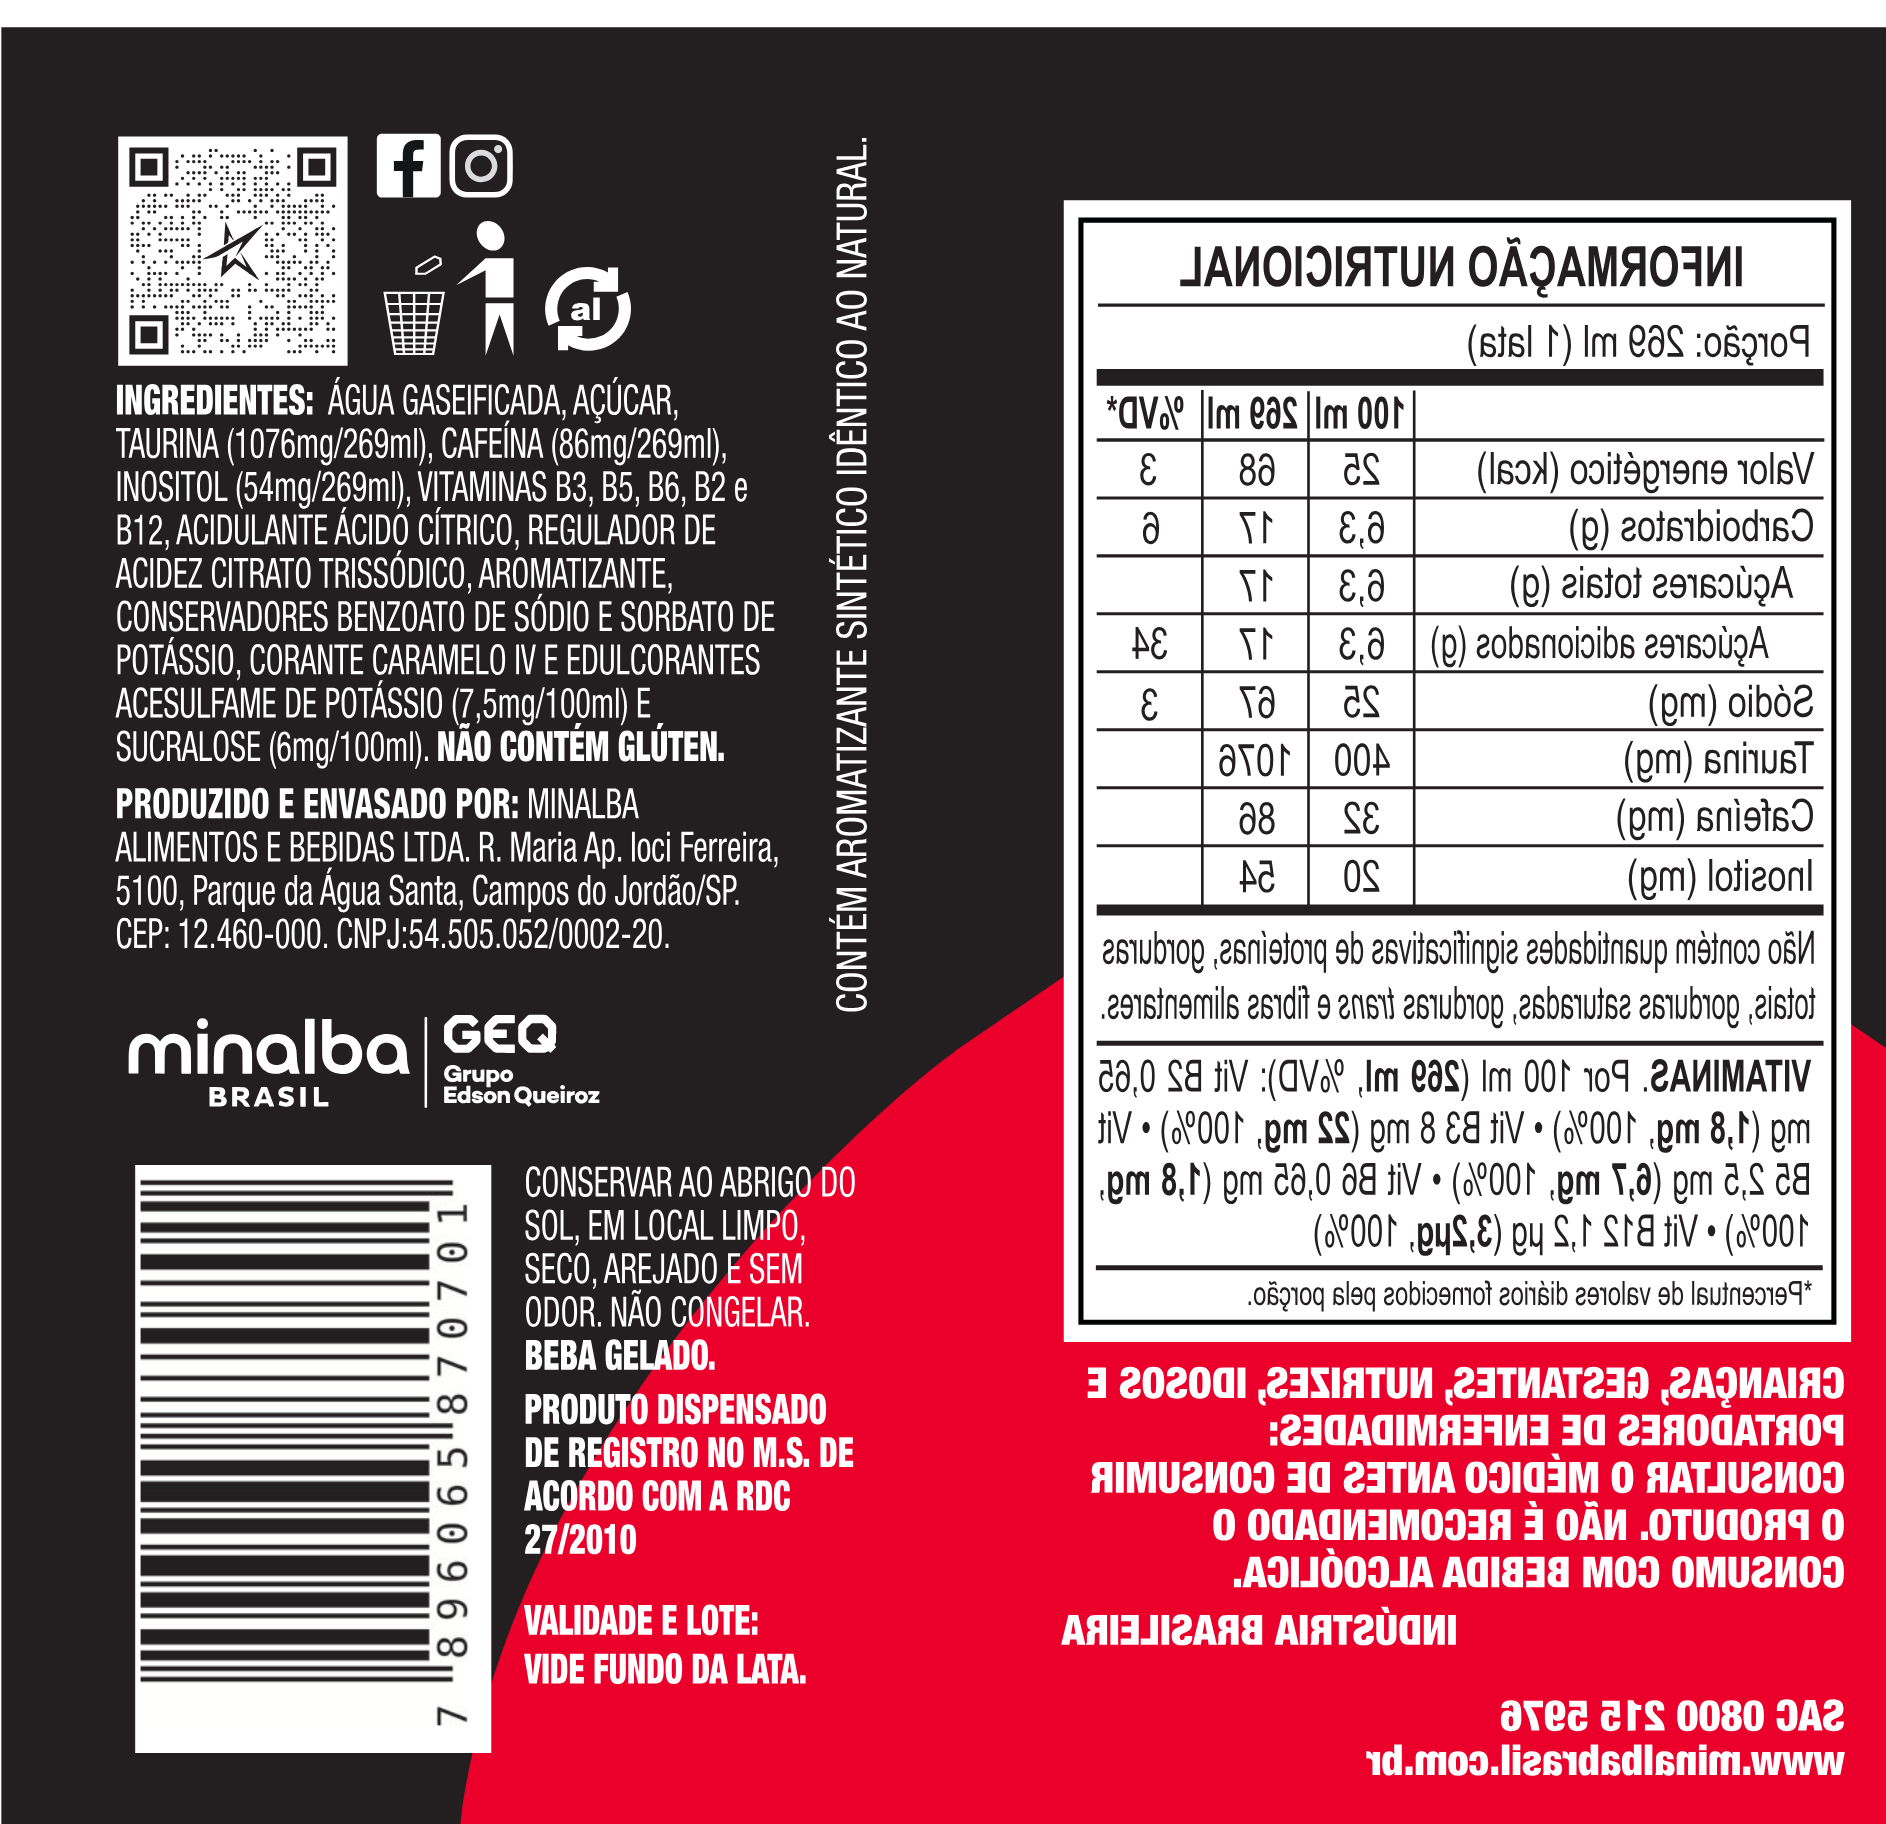 INGREDIENTES: ÁGUA GASEIFICADA, AÇÚCAR,
TAURINA (1076mg/269ml), CAFEÍNA (86mg/269ml),
INOSITOL (54mg/269ml), VITAMINAS B3, B5, B6, B2 e
B12, ACIDULANTE ÁCIDO CÍTRICO, REGULADOR DE
ACIDEZ CITRATO TRISSÓDICO, AROMATIZANTE,
CONSERVADORES BENZOATO DE SÓDIO E SORBATO DE
POTÁSSIO, CORANTE CARAMELO IV E EDULCORANTES
ACESULFAME DE POTÁSSIO (7,5mg/100ml) E
SUCRALOSE (6mg/100ml). NÃO CONTÉM GLÚTEN.
PRODUZIDO E ENVASADO POR: MINALBA
ALIMENTOS E BEBIDAS LTDA. R. Maria Ap. Ioci Ferreira,
5100, Parque da Água Santa, Campos do Jordão/SP.
CEP: 12.460-000. CNPJ:54.505.052/0002-20.
al
minalba
BRASIL
GEQ
Grupo
Edson Queiroz
7 896065 870701
CONSERVAR AO ABRIGO DO
SOL, EM LOCAL LIMPO,
SECO, AREJADO E SEM
ODOR. NÃO CONGELAR.
BEBA GELADO.
PRODUTO DISPENSADO
DE REGISTRO NO M.S. DE
ACORDO COM A RDC
27/2010
VALIDADE E LOTE:
VIDE FUNDO DA LATA.
CONTÉM AROMATIZANTE SINTÉTICO IDÊNTICO AO NATURAL.
INFORMAÇÃO NUTRICIONAL
Porção: 269 ml (1 lata)
100 ml 269 ml %VD*
Valor energético (kcal) 25 68 3
Carboidratos (g) 6,3 17 6
Açúcares totais (g) 6,3 17
Açúcares adicionados (g) 6,3 17 34
Sódio (mg) 25 67 3
Taurina (mg) 400 1076
Cafeína (mg) 32 86
Inositol (mg) 20 54
Não contém quantidades significativas de proteínas, gorduras
totais, gorduras saturadas, gorduras trans e fibras alimentares.
VITAMINAS. Por 100 ml (269 ml, %VD): Vit B2 0,65
mg (1,8 mg, 100%) • Vit B3 8 mg (22 mg, 100%) • Vit
B5 2,5 mg (6,7 mg, 100%) • Vit B6 0,65 mg (1,8 mg,
100%) • Vit B12 1,2 µg (3,2µg, 100%)
*Percentual de valores diários fornecidos pela porção.
CRIANÇAS, GESTANTES, NUTRIZES, IDOSOS E
PORTADORES DE ENFERMIDADES:
CONSULTAR O MÉDICO ANTES DE CONSUMIR
O PRODUTO. NÃO É RECOMENDADO O
CONSUMO COM BEBIDA ALCOÓLICA.
INDÚSTRIA BRASILEIRA
SAC 0800 215 5976
www.minalbabrasil.com.br